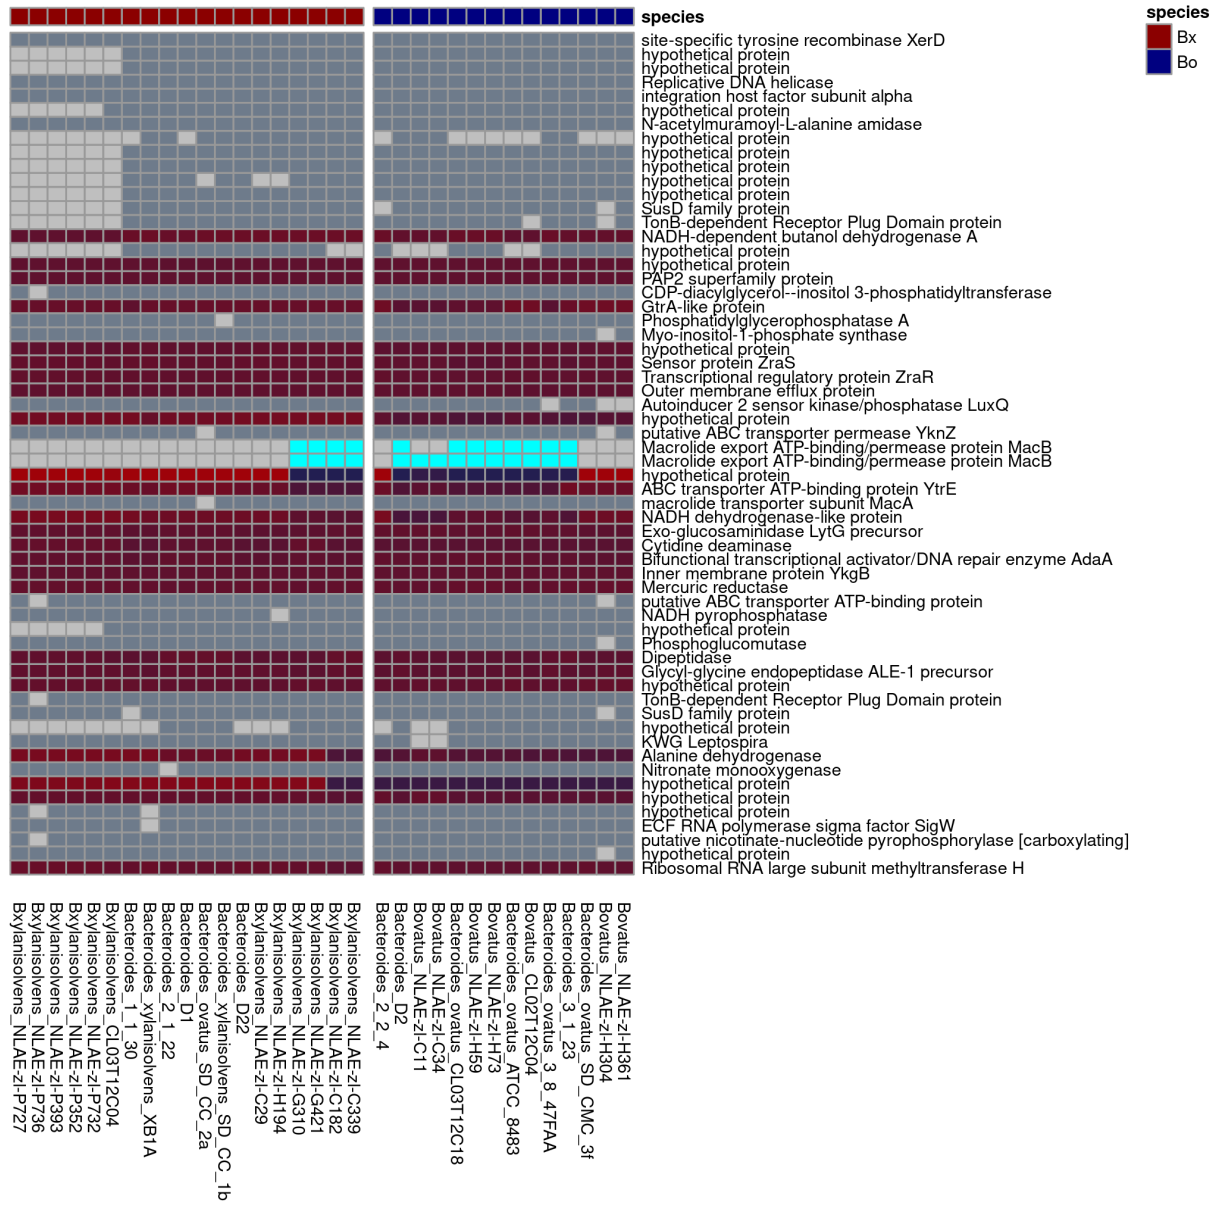 species
species
Bx
Bo
site-specific tyrosine recombinase XerD
hypothetical protein
hypothetical protein
Replicative DNA helicase
integration host factor subunit alpha
hypothetical protein
N-acetylmuramoyl-L-alanine amidase
hypothetical protein
hypothetical protein
hypothetical protein
hypothetical protein
hypothetical protein
SusD family protein
TonB-dependent Receptor Plug Domain protein
NADH-dependent butanol dehydrogenase A
hypothetical protein
hypothetical protein
PAP2 superfamily protein
CDP-diacylglycerol--inositol 3-phosphatidyltransferase
GtrA-like protein
Phosphatidylglycerophosphatase A
Myo-inositol-1-phosphate synthase
hypothetical protein
Sensor protein ZraS
Transcriptional regulatory protein ZraR
Outer membrane efflux protein
Autoinducer 2 sensor kinase/phosphatase LuxQ
hypothetical protein
putative ABC transporter permease YknZ
Macrolide export ATP-binding/permease protein MacB
Macrolide export ATP-binding/permease protein MacB
hypothetical protein
ABC transporter ATP-binding protein YtrE
macrolide transporter subunit MacA
NADH dehydrogenase-like protein
Exo-glucosaminidase LytG precursor
Cytidine deaminase
Bifunctional transcriptional activator/DNA repair enzyme AdaA
Inner membrane protein YkgB
Mercuric reductase
putative ABC transporter ATP-binding protein
NADH pyrophosphatase
hypothetical protein
Phosphoglucomutase
Dipeptidase
Glycyl-glycine endopeptidase ALE-1 precursor
hypothetical protein
TonB-dependent Receptor Plug Domain protein
SusD family protein
hypothetical protein
KWG Leptospira
Alanine dehydrogenase
Nitronate monooxygenase
hypothetical protein
hypothetical protein
hypothetical protein
ECF RNA polymerase sigma factor SigW
putative nicotinate-nucleotide pyrophosphorylase [carboxylating]
hypothetical protein
Ribosomal RNA large subunit methyltransferase H
Bxylanisolvens_NLAE-zl-P727
Bxylanisolvens_NLAE-zl-P736
Bxylanisolvens_NLAE-zl-P393
Bxylanisolvens_NLAE-zl-P352
Bxylanisolvens_NLAE-zl-P732
Bxylanisolvens_CL03T12C04
Bacteroides_1_1_30
Bacteroides_xylanisolvens_XB1A
Bacteroides_2_1_22
Bacteroides_D1
Bacteroides_ovatus_SD_CC_2a
Bacteroides_xylanisolvens_SD_CC_1b
Bacteroides_D22
Bxylanisolvens_NLAE-zl-C29
Bxylanisolvens_NLAE-zl-H194
Bxylanisolvens_NLAE-zl-G310
Bxylanisolvens_NLAE-zl-G421
Bxylanisolvens_NLAE-zl-C182
Bxylanisolvens_NLAE-zl-C339
Bacteroides_2_2_4
Bacteroides_D2
Bovatus_NLAE-zl-C11
Bovatus_NLAE-zl-C34
Bacteroides_ovatus_CL03T12C18
Bovatus_NLAE-zl-H59
Bovatus_NLAE-zl-H73
Bacteroides_ovatus_ATCC_8483
Bovatus_CL02T12C04
Bacteroides_ovatus_3_8_47FAA
Bacteroides_3_1_23
Bacteroides_ovatus_SD_CMC_3f
Bovatus_NLAE-zl-H304
Bovatus_NLAE-zl-H361